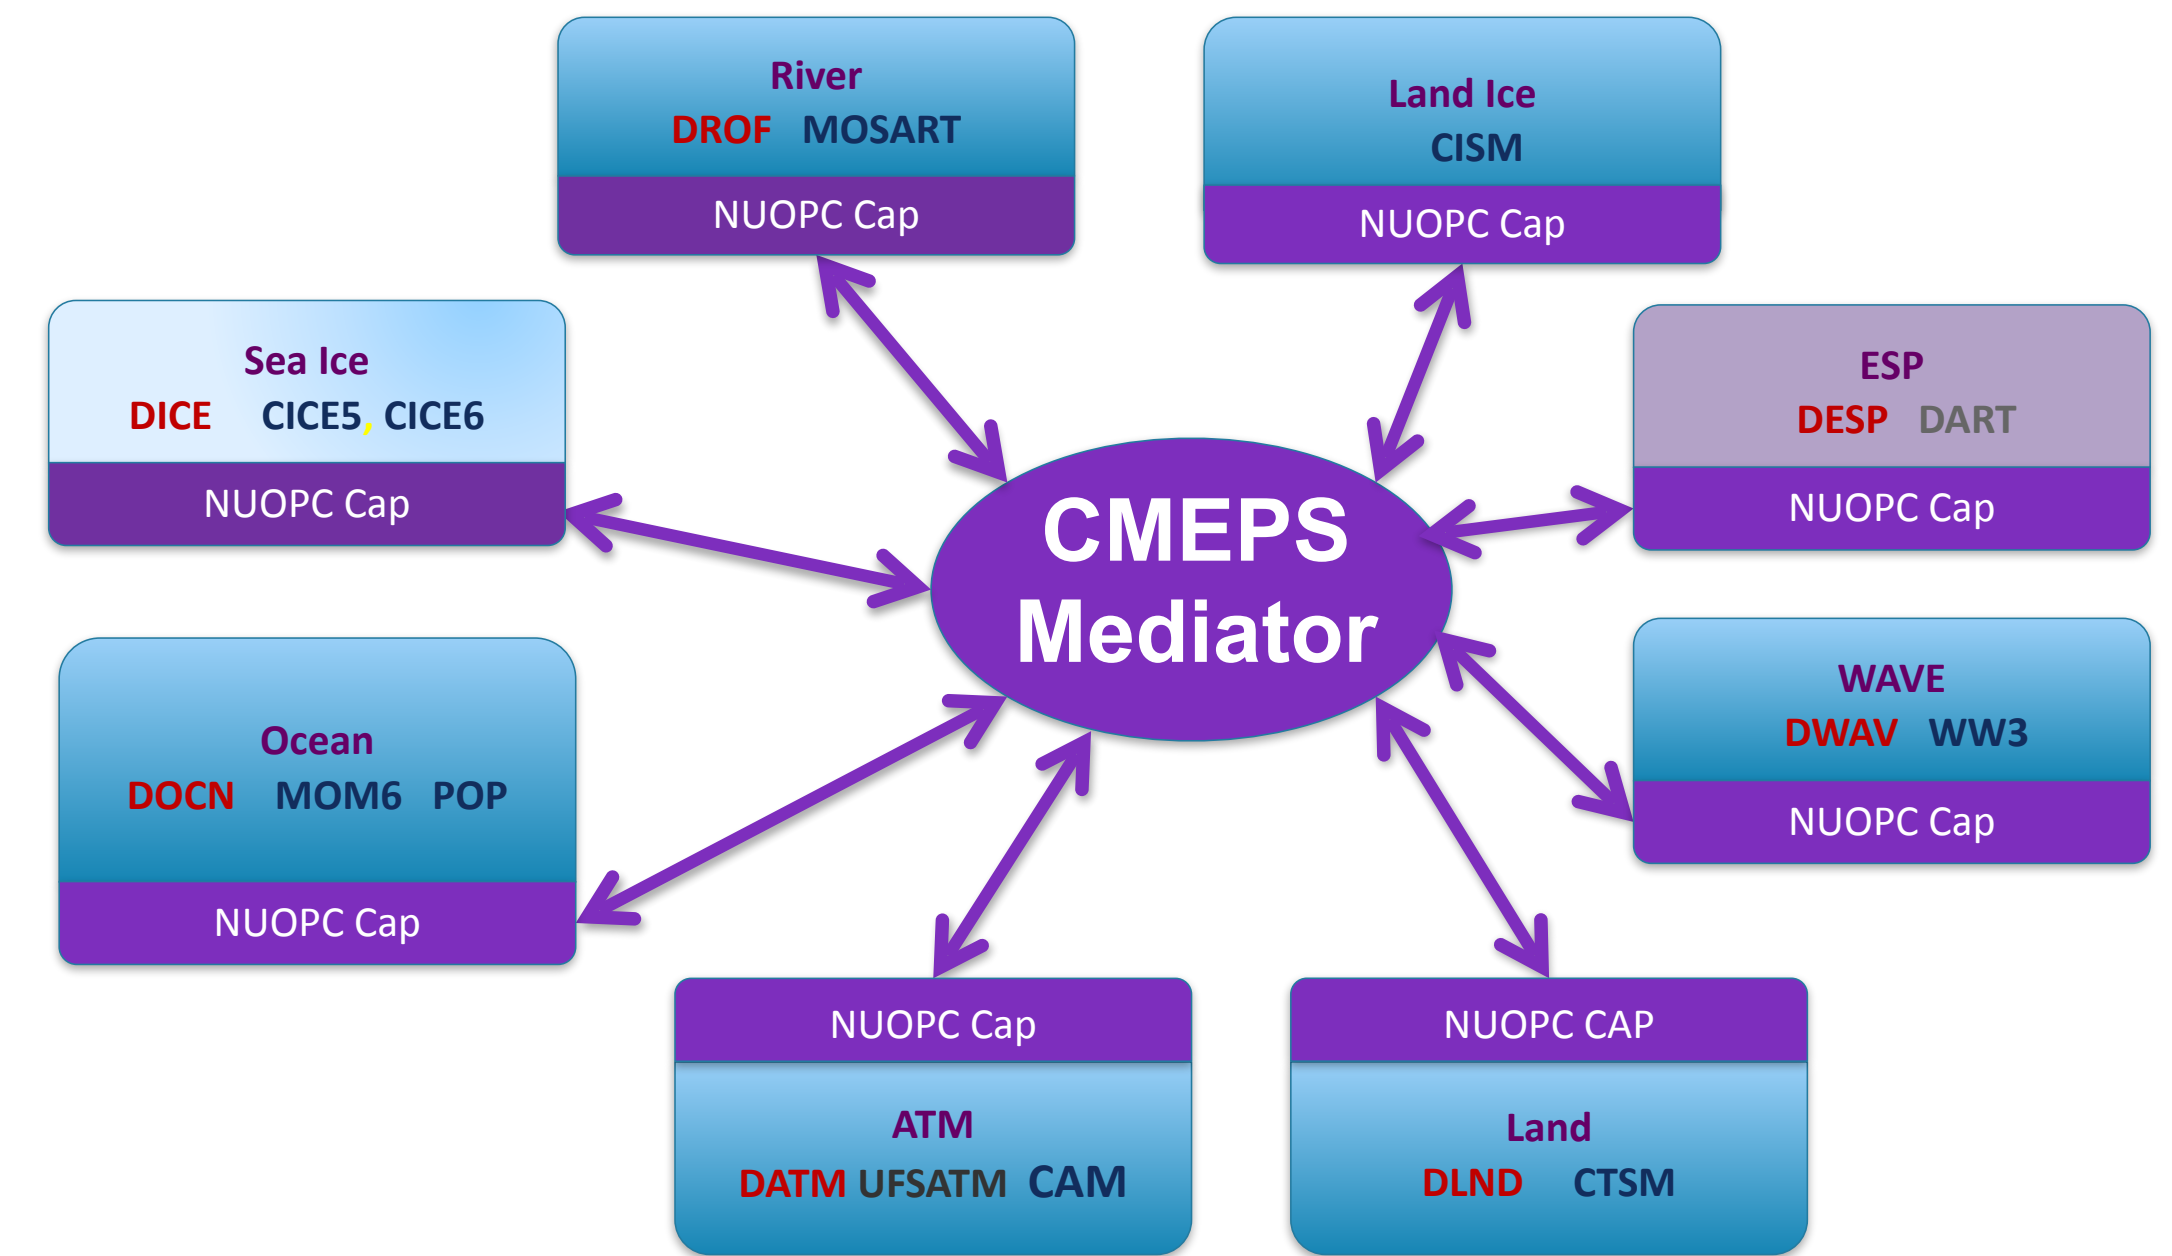 River
DROF MOSART
NUOPC Cap
Land Ice
CISM
NUOPC Cap
Sea Ice
DICE CICE5, CICE6
NUOPC Cap
ESP
DESP DART
NUOPC Cap
CMEPS
Mediator
Ocean
DOCN MOM6 POP
NUOPC Cap
WAVE
DWAV WW3
NUOPC Cap
NUOPC Cap
ATM
DATM UFSATM CAM
NUOPC CAP
Land
DLND CTSM